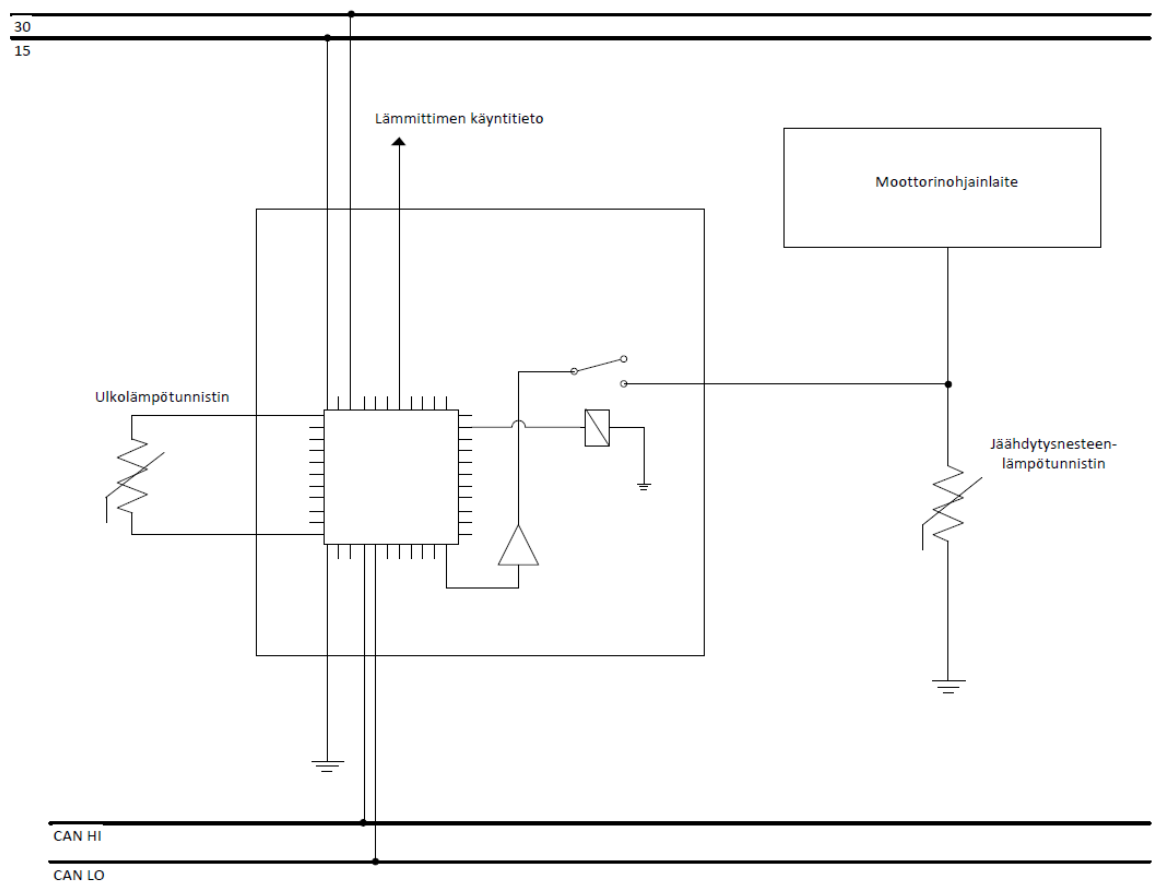 30
15
Lämmittimen käyntitieto
Moottorinohjainlaite
Ulkolämpötunnistin
Jäähdytysnesteen-
lämpötunnistin
CAN HI
CAN LO